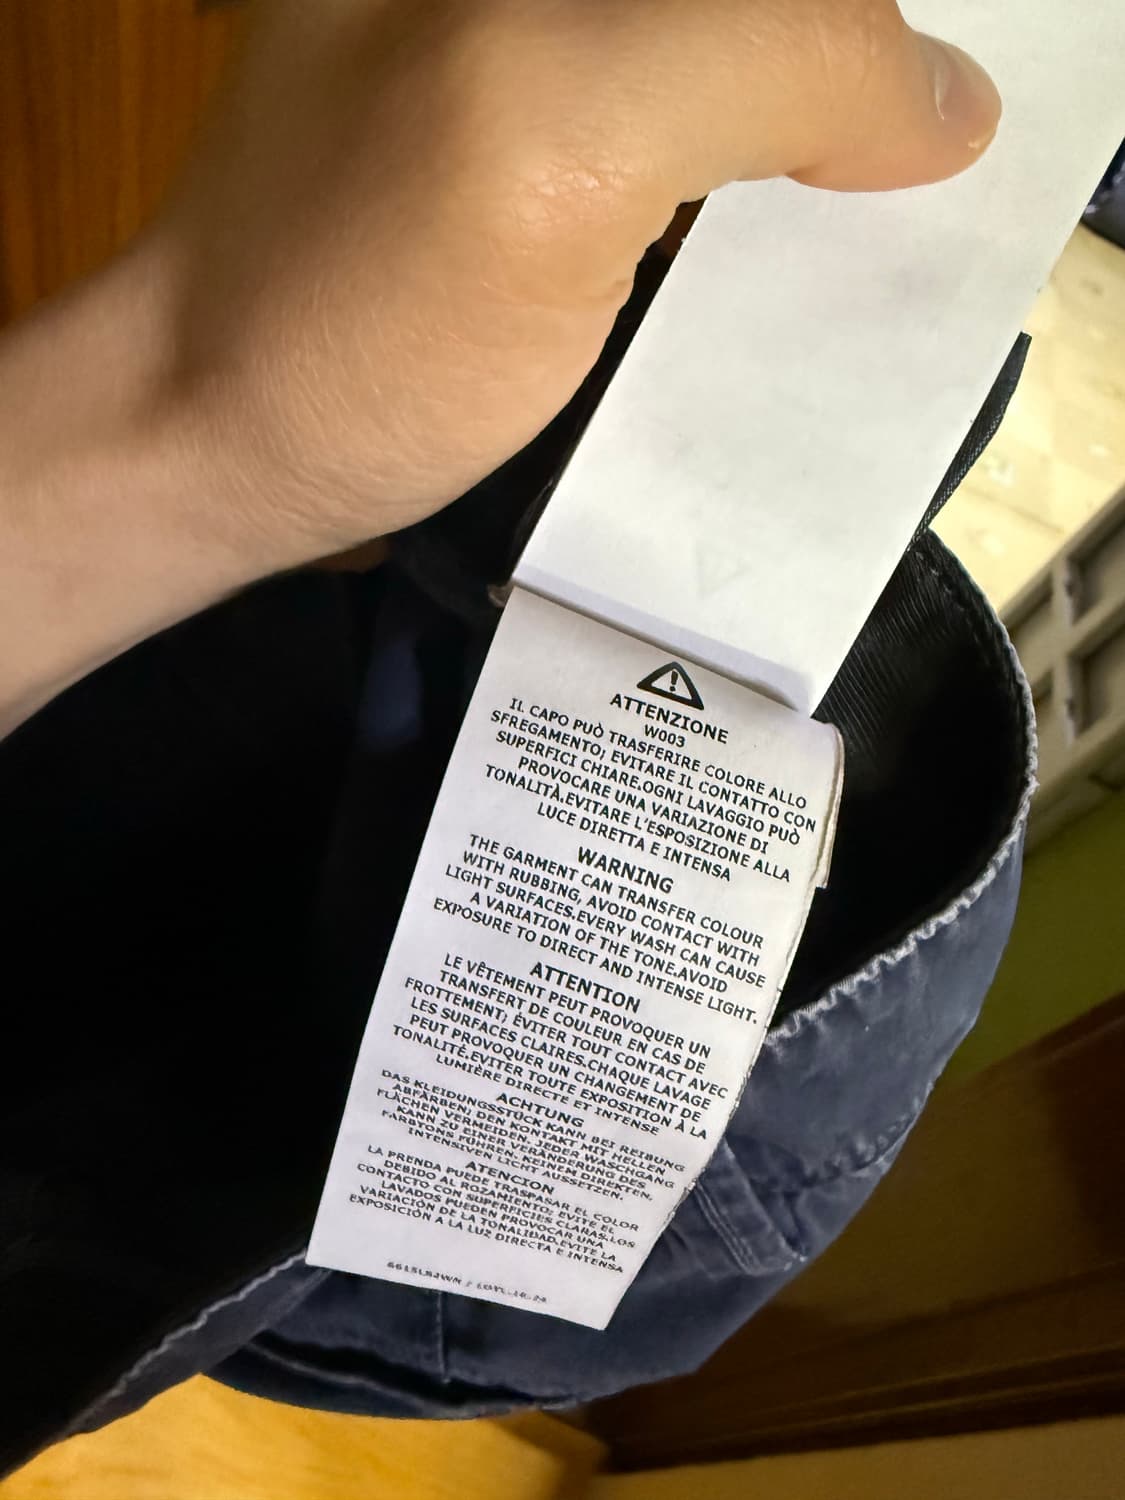 ATTENZIONE
W003
IL CAPO PUÒ TRASFERIRE COLORE ALLO
SFREGAMENTO; EVITARE IL CONTATTO CON
SUPERFICI CHIARE.OGNI LAVAGGIO PUÒ
PROVOCARE UNA VARIAZIONE DI
TONALITÀ.EVITARE L'ESPOSIZIONE ALLA
LUCE DIRETTA E INTENSA
WARNING
THE GARMENT CAN TRANSFER COLOUR
WITH RUBBING, AVOID CONTACT WITH
LIGHT SURFACES.EVERY WASH CAN CAUSE
A VARIATION OF THE TONE.AVOID
EXPOSURE TO DIRECT AND INTENSE LIGHT.
ATTENTION
LE VÊTEMENT PEUT PROVOQUER UN
TRANSFERT DE COULEUR EN CAS DE
FROTTEMENT; ÉVITER TOUT CONTACT AVEC
LES SURFACES CLAIRES.CHAQUE LAVAGE
PEUT PROVOQUER UN CHANGEMENT DE
TONALITÉ.EVITER TOUTE EXPOSITION À LA
LUMIÈRE DIRECTE ET INTENSE
ACHTUNG
DAS KLEIDUNGSSTÜCK KANN BEI REIBUNG
ABFÄRBEN; DEN KONTAKT MIT HELLEN
FLÄCHEN VERMEIDEN. JEDER WASCHGANG
KANN ZU EINER VERÄNDERUNG DES
FARBTONS FÜHREN. KEINEM DIREKTEN,
INTENSIVEN LICHT AUSSETZEN.
ATENCION
LA PRENDA PUEDE TRASPASAR EL COLOR
DEBIDO AL ROZAMIENTO; EVITE EL
CONTACTO CON SUPERFICIES CLARAS.LOS
LAVADOS PUEDEN PROVOCAR UNA
VARIACIÓN DE LA TONALIDAD.EVITE LA
EXPOSICIÓN A LA LUZ DIRECTA E INTENSA